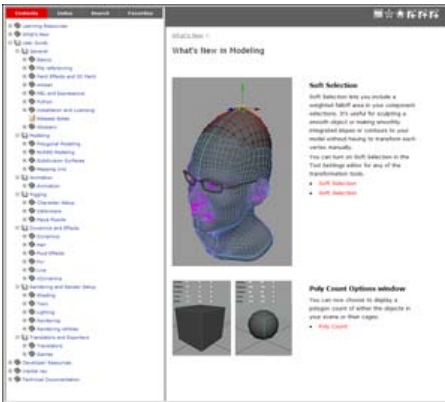 Contents Index Search Favorites
Learning Resources
What's New
User Guide
General
Basics
File referencing
Paint Effects and 3D Paint
Artisan
MEL and Expressions
Python
Installation and Licensing
Release Notes
Glossary
Modeling
Polygonal Modeling
NURBS Modeling
Subdivision Surfaces
Mapping UVs
Animation
Animation
Rigging
Character Setup
Deformers
Maya Muscle
Dynamics and Effects
Dynamics
Hair
Fluid Effects
Fur
Live
nDynamics
Rendering and Render Setup
Shading
Toon
Lighting
Rendering
Rendering Utilities
Translators and Exporters
Translators
Games
Developer Resources
mental ray
Technical Documentation
What's New >
What's New in Modeling
Soft Selection
Soft Selection lets you include a
weighted falloff area in your component
selections. It's useful for sculpting a
smooth object or making smoothly
integrated slopes or contours to your
model without having to transform each
vertex manually.
You can turn on Soft Selection in the
Tool Settings editor for any of the
transformation tools.
Soft Selection
Soft Selection
Poly Count Options window
You can now choose to display a
polygon count of either the objects in
your scene or their cages.
Poly Count